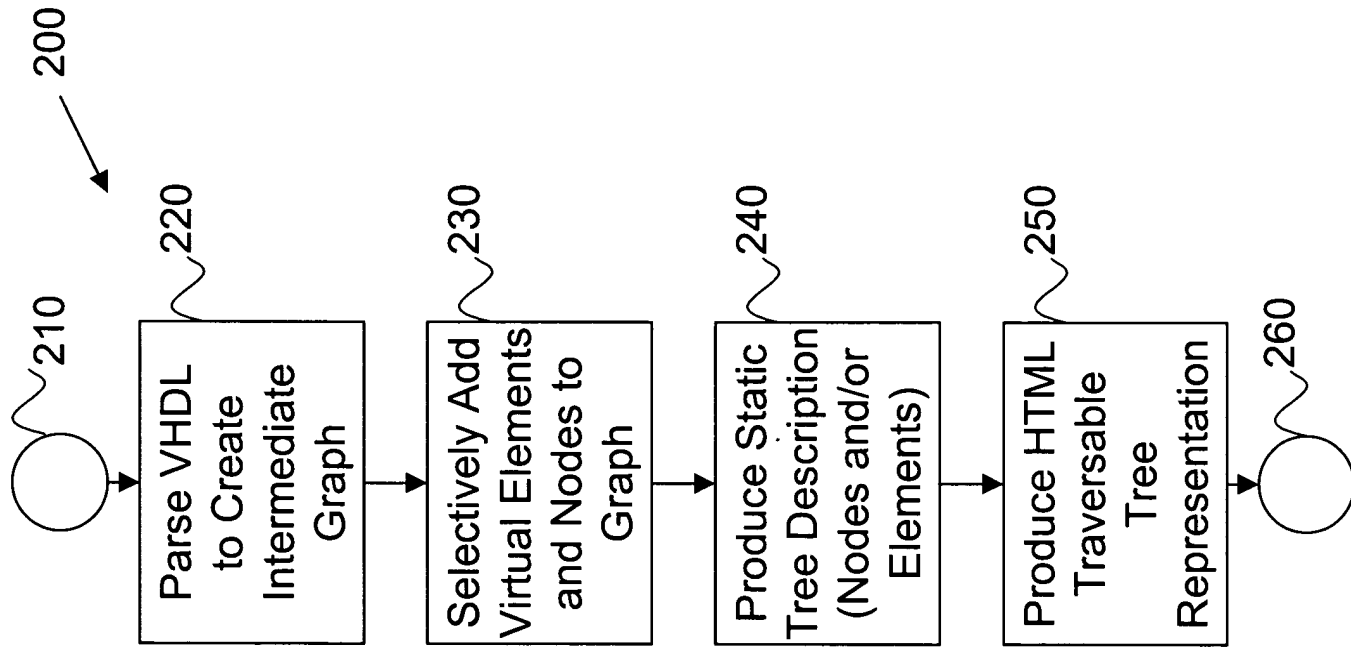 200
210
220
Parse VHDL
to Create
Intermediate
Graph
230
Selectively Add
Virtual Elements
and Nodes to
Graph
240
Produce Static
Tree Description
(Nodes and/or
Elements)
250
Produce HTML
Traversable
Tree
Representation
260